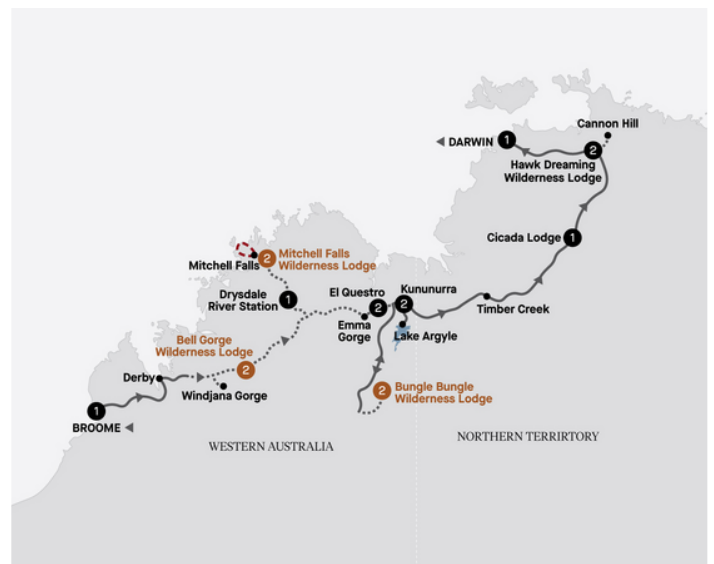 Cannon Hill
DARWIN
1
2
Hawk Dreaming
Wilderness Lodge
Cicada Lodge
1
Mitchell Falls
2
Mitchell Falls
Wilderness Lodge
Drysdale
River Station
1
El Questro
2
Kununurra
2
Emma
Gorge
Lake Argyle
Timber Creek
Bell Gorge
Wilderness Lodge
2
Derby
Windjana Gorge
2
Bungle Bungle
Wilderness Lodge
1
BROOME
WESTERN AUSTRALIA
NORTHERN TERRIRTORY